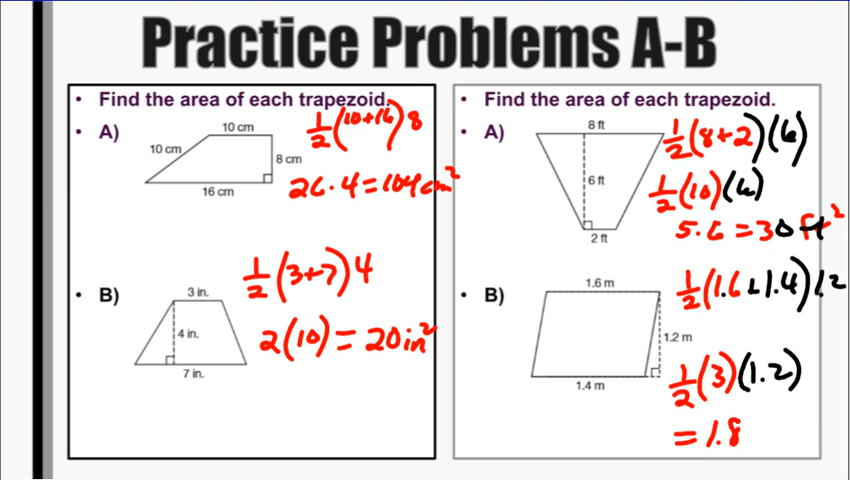 Practice Problems A-B
• Find the area of each trapezoid.
• A)
10 cm
10 cm
8 cm
16 cm
1/2(10+16)8
26·4=104cm²
• B)
3 in.
4 in.
7 in.
1/2(3+7)4
2(10)=20in²
• Find the area of each trapezoid.
• A)
8 ft
6 ft
2 ft
1/2(8+2)(6)
1/2(10)(6)
5·6=30ft²
• B)
1.6 m
1.2 m
1.4 m
1/2(1.6+1.4)1.2
1/2(3)(1.2)
=1.8